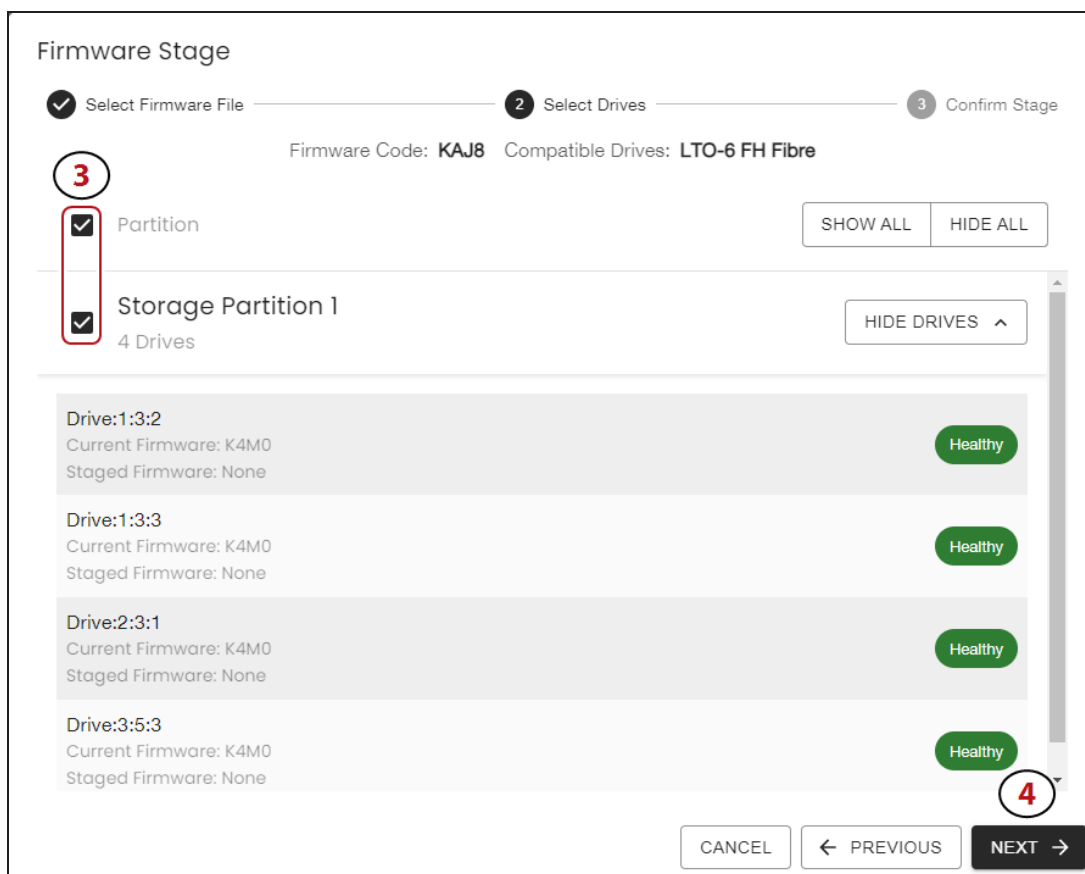 Firmware Stage
Select Firmware File 2 Select Drives 3 Confirm Stage
Firmware Code: KAJ8 Compatible Drives: LTO-6 FH Fibre
3
Partition SHOW ALL HIDE ALL
Storage Partition 1
4 Drives
HIDE DRIVES
Drive:1:3:2
Current Firmware: K4M0
Staged Firmware: None
Healthy
Drive:1:3:3
Current Firmware: K4M0
Staged Firmware: None
Healthy
Drive:2:3:1
Current Firmware: K4M0
Staged Firmware: None
Healthy
Drive:3:5:3
Current Firmware: K4M0
Staged Firmware: None
Healthy
4
CANCEL PREVIOUS NEXT